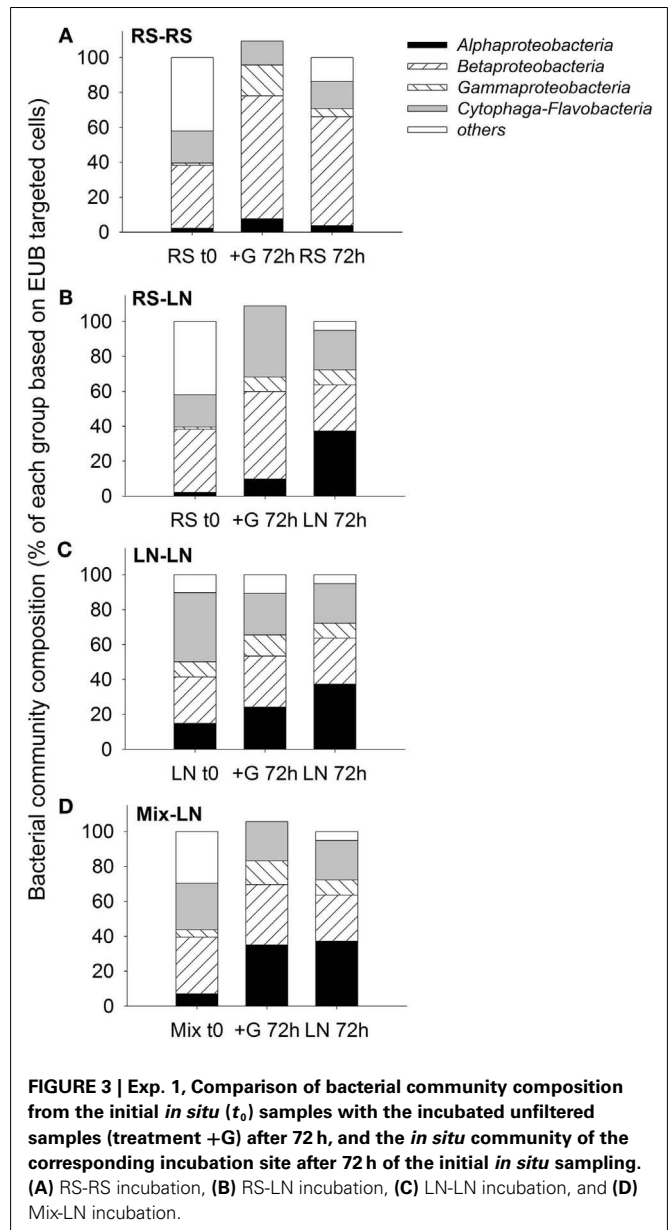 Bacterial community composition (% of each group based on EUB targeted cells)
A
RS-RS
100
80
60
40
20
0
RS t0 +G 72h RS 72h
Alphaproteobacteria
Betaproteobacteria
Gammaproteobacteria
Cytophaga-Flavobacteria
others
B
RS-LN
100
80
60
40
20
0
RS t0 +G 72h LN 72h
C
LN-LN
100
80
60
40
20
0
LN t0 +G 72h LN 72h
D
Mix-LN
100
80
60
40
20
0
Mix t0 +G 72h LN 72h
FIGURE 3 | Exp. 1, Comparison of bacterial community composition
from the initial in situ (t₀) samples with the incubated unfiltered
samples (treatment +G) after 72 h, and the in situ community of the
corresponding incubation site after 72 h of the initial in situ sampling.
(A) RS-RS incubation, (B) RS-LN incubation, (C) LN-LN incubation, and (D)
Mix-LN incubation.